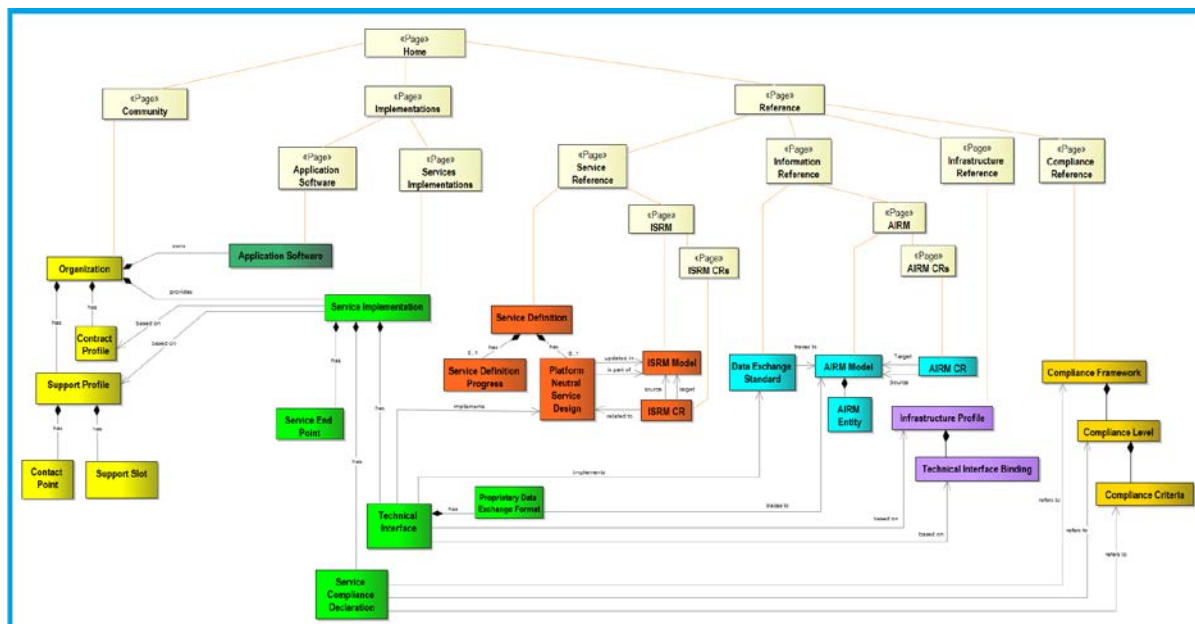 «Page»
Home
«Page»
Community
«Page»
Implementations
«Page»
Reference
«Page»
Application
Software
«Page»
Services
Implementations
«Page»
Service
Reference
«Page»
Information
Reference
«Page»
Infrastructure
Reference
«Page»
Compliance
Reference
«Page»
ISRM
«Page»
AIRM
«Page»
ISRM CRs
«Page»
AIRM CRs
owns
Application Software
Organization
provides
has
has
based on
based on
Service Implementation
Contract
Profile
Support Profile
has
has
Contact
Point
Support Slot
has
Service End
Point
has
has
Service Definition
0..1
has
has
0..1
Service Definition
Progress
Platform
Neutral
Service
Design
updated in
is part of
ISRM Model
source
target
related to
ISRM CR
implements
Data Exchange
Standard
traces to
AIRM Model
Target
Source
AIRM CR
AIRM
Entity
Infrastructure Profile
Technical Interface Binding
Compliance Framework
Compliance Level
Compliance Criteria
implements
Technical
Interface
has
Proprietary Data
Exchange Format
traces to
based on
based on
refers to
refers to
refers to
Service
Compliance
Declaration